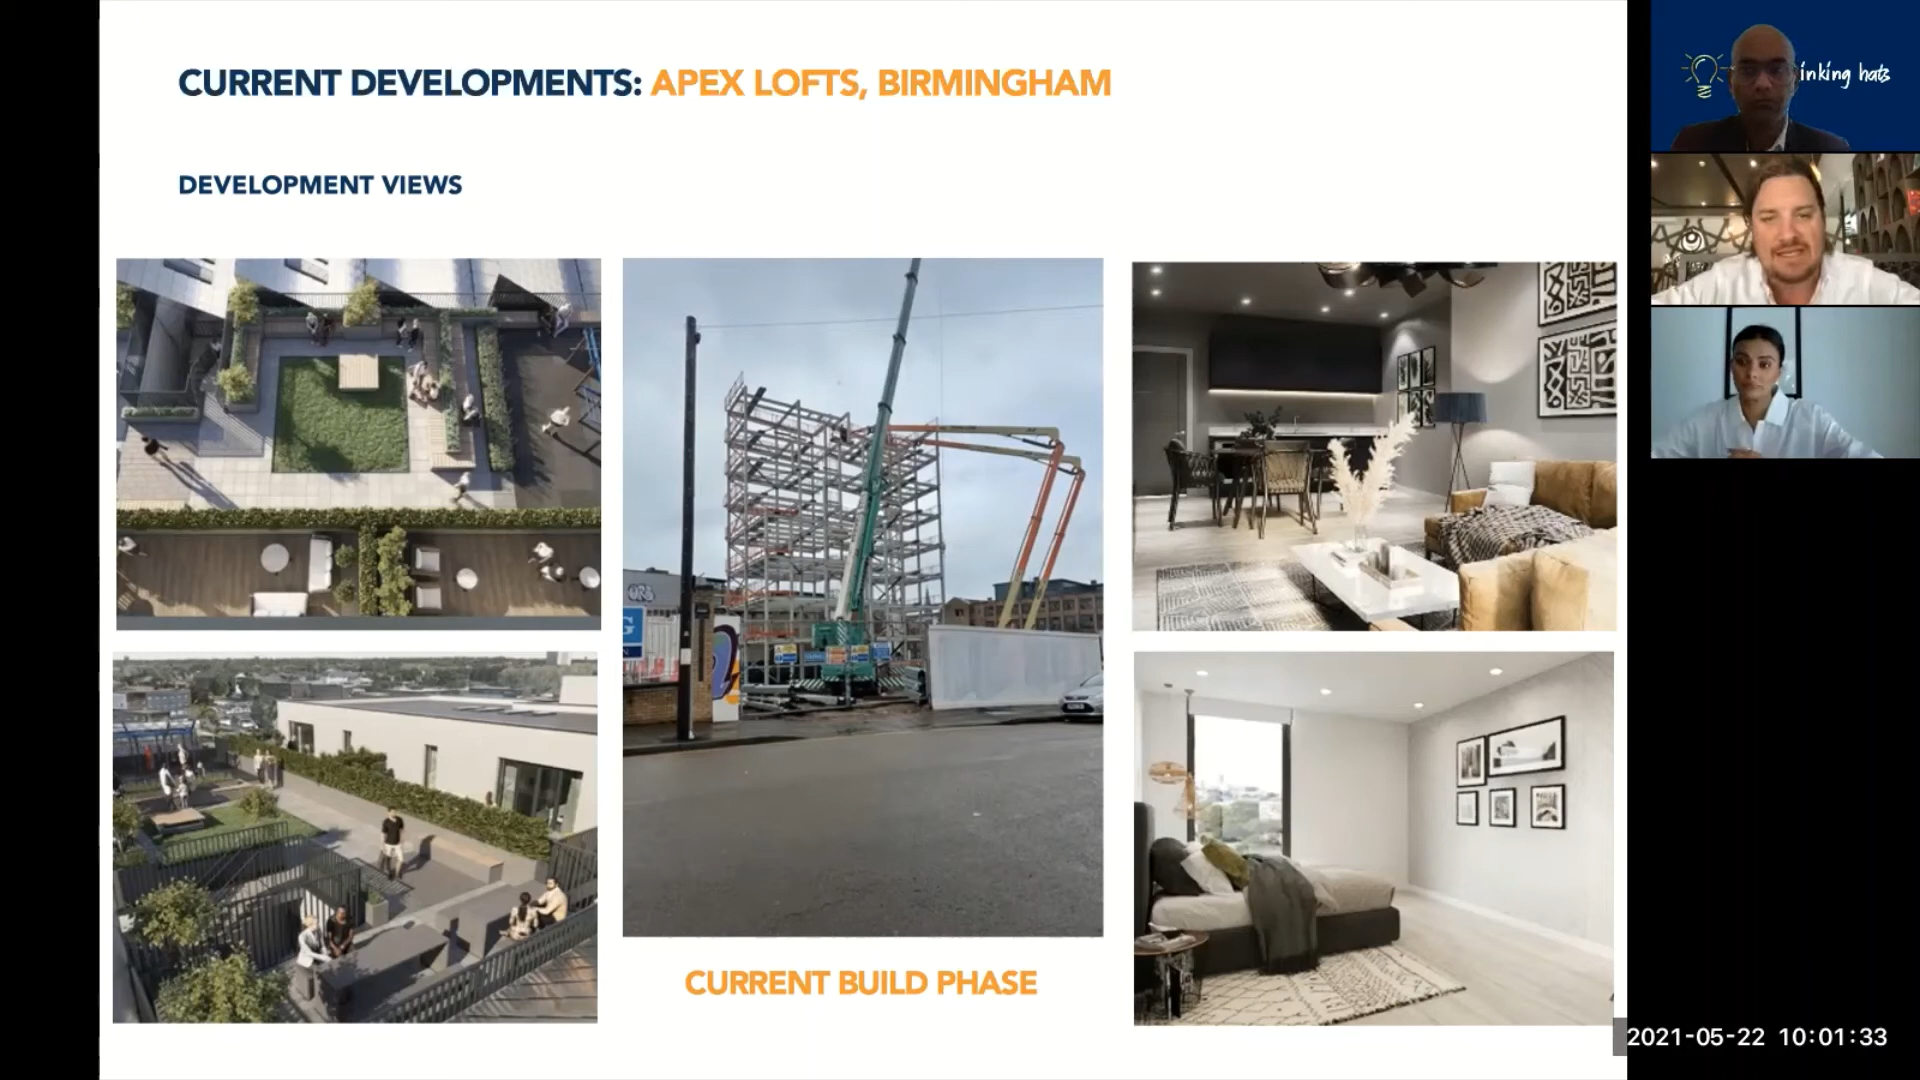 CURRENT DEVELOPMENTS: APEX LOFTS, BIRMINGHAM
DEVELOPMENT VIEWS
CURRENT BUILD PHASE
inking hats
2021-05-22 10:01:33